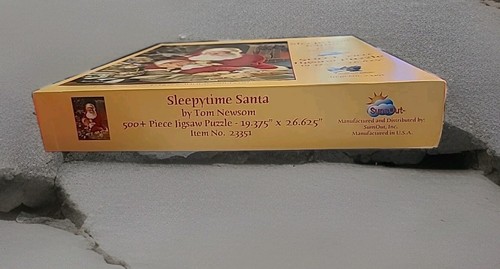 Sleepytime Santa
by Tom Newsom
500+ Piece Jigsaw Puzzle - 19.375" x 26.625"
Item No. 23351
SunsOut
Manufactured and Distributed By:
SunsOut, Inc.
Manufactured in U.S.A.